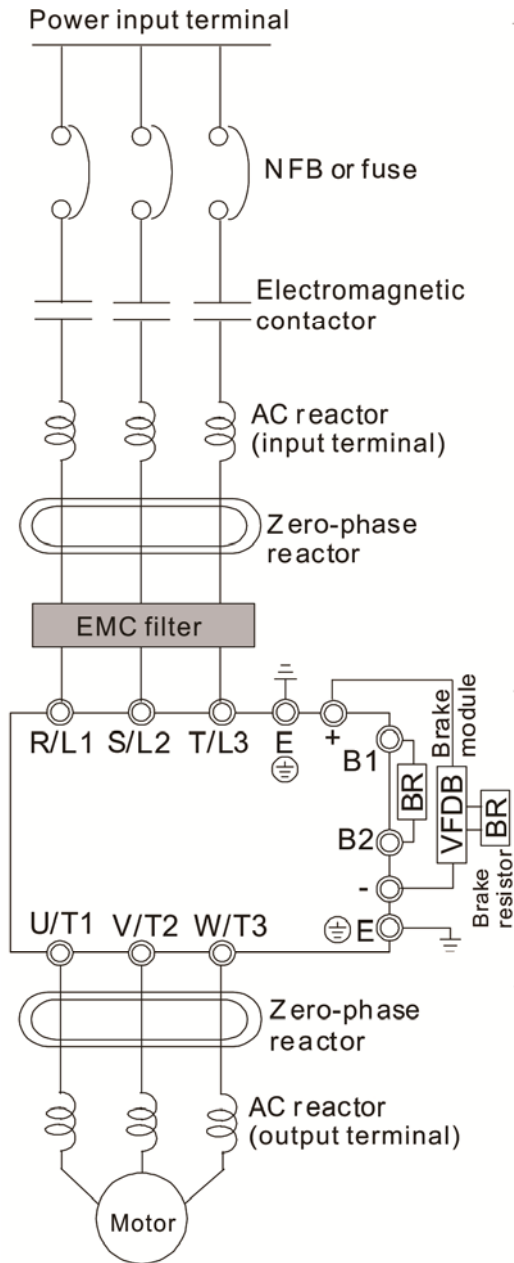 Power input terminal
NFB or fuse
Electromagnetic
contactor
AC reactor
(input terminal)
Zero-phase
reactor
EMC filter
R/L1 S/L2 T/L3 E +
B1
BR
B2
-
E
Brake
module
VFDB
BR
Brake
resistor
U/T1 V/T2 W/T3
Zero-phase
reactor
AC reactor
(output terminal)
Motor